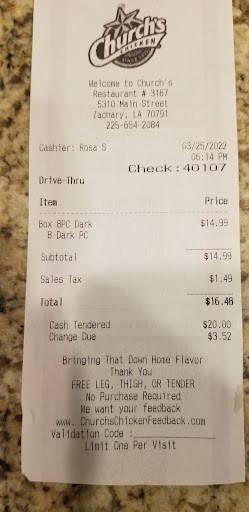 Church's
CHICKEN
Welcome to Church's
Restaurant # 3167
5310 Main Street
Zachary, LA 70791
225-654-2084
Cashier: Rosa S 03/25/2022
06:14 PM
Check:40107
Drive-Thru
Item Price
Box 8PC Dark $14.99
8 Dark PC
Subtotal $14.99
Sales Tax $1.49
Total $16.48
Cash Tendered $20.00
Change Due $3.52
Bringing That Down Home Flavor
Thank You
FREE LEG, THIGH, OR TENDER
No Purchase Required
We want your feedback
www. ChurchsChickenFeedback.com
Validation Code :
Limit One Per Visit